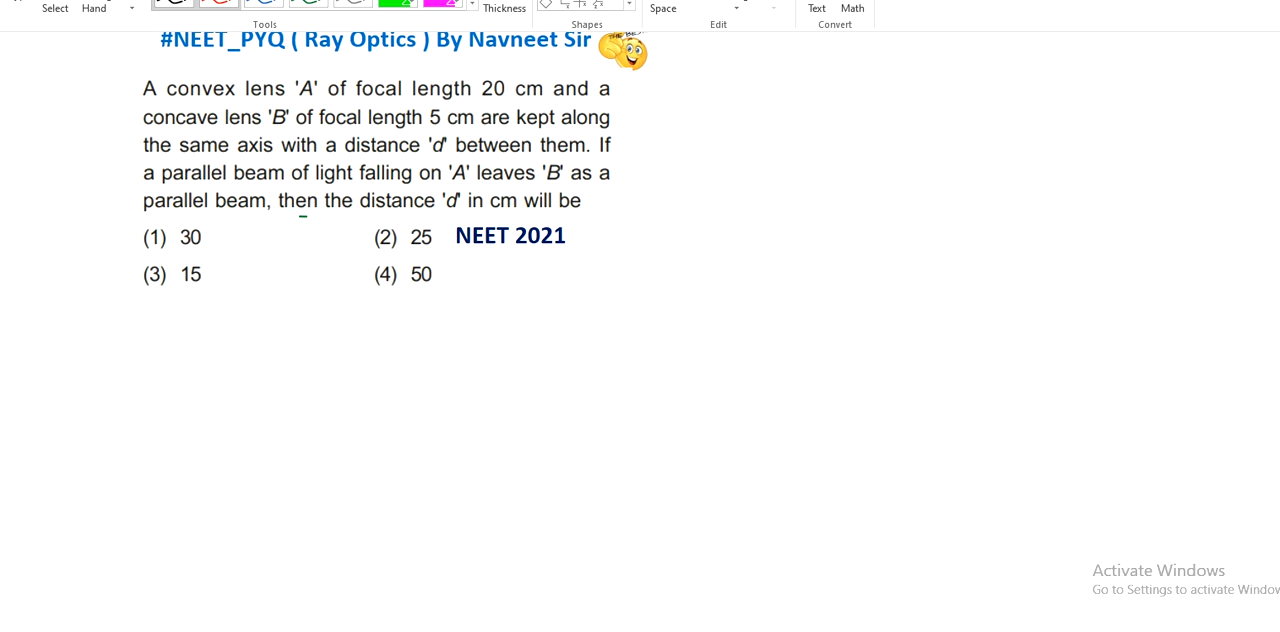 Select Hand Thickness Space Text Math
Tools Shapes Edit Convert
#NEET_PYQ ( Ray Optics ) By Navneet Sir
A convex lens 'A' of focal length 20 cm and a
concave lens 'B' of focal length 5 cm are kept along
the same axis with a distance 'd' between them. If
a parallel beam of light falling on 'A' leaves 'B' as a
parallel beam, then the distance 'd' in cm will be
(1) 30 (2) 25 NEET 2021
(3) 15 (4) 50
Activate Windows
Go to Settings to activate Window